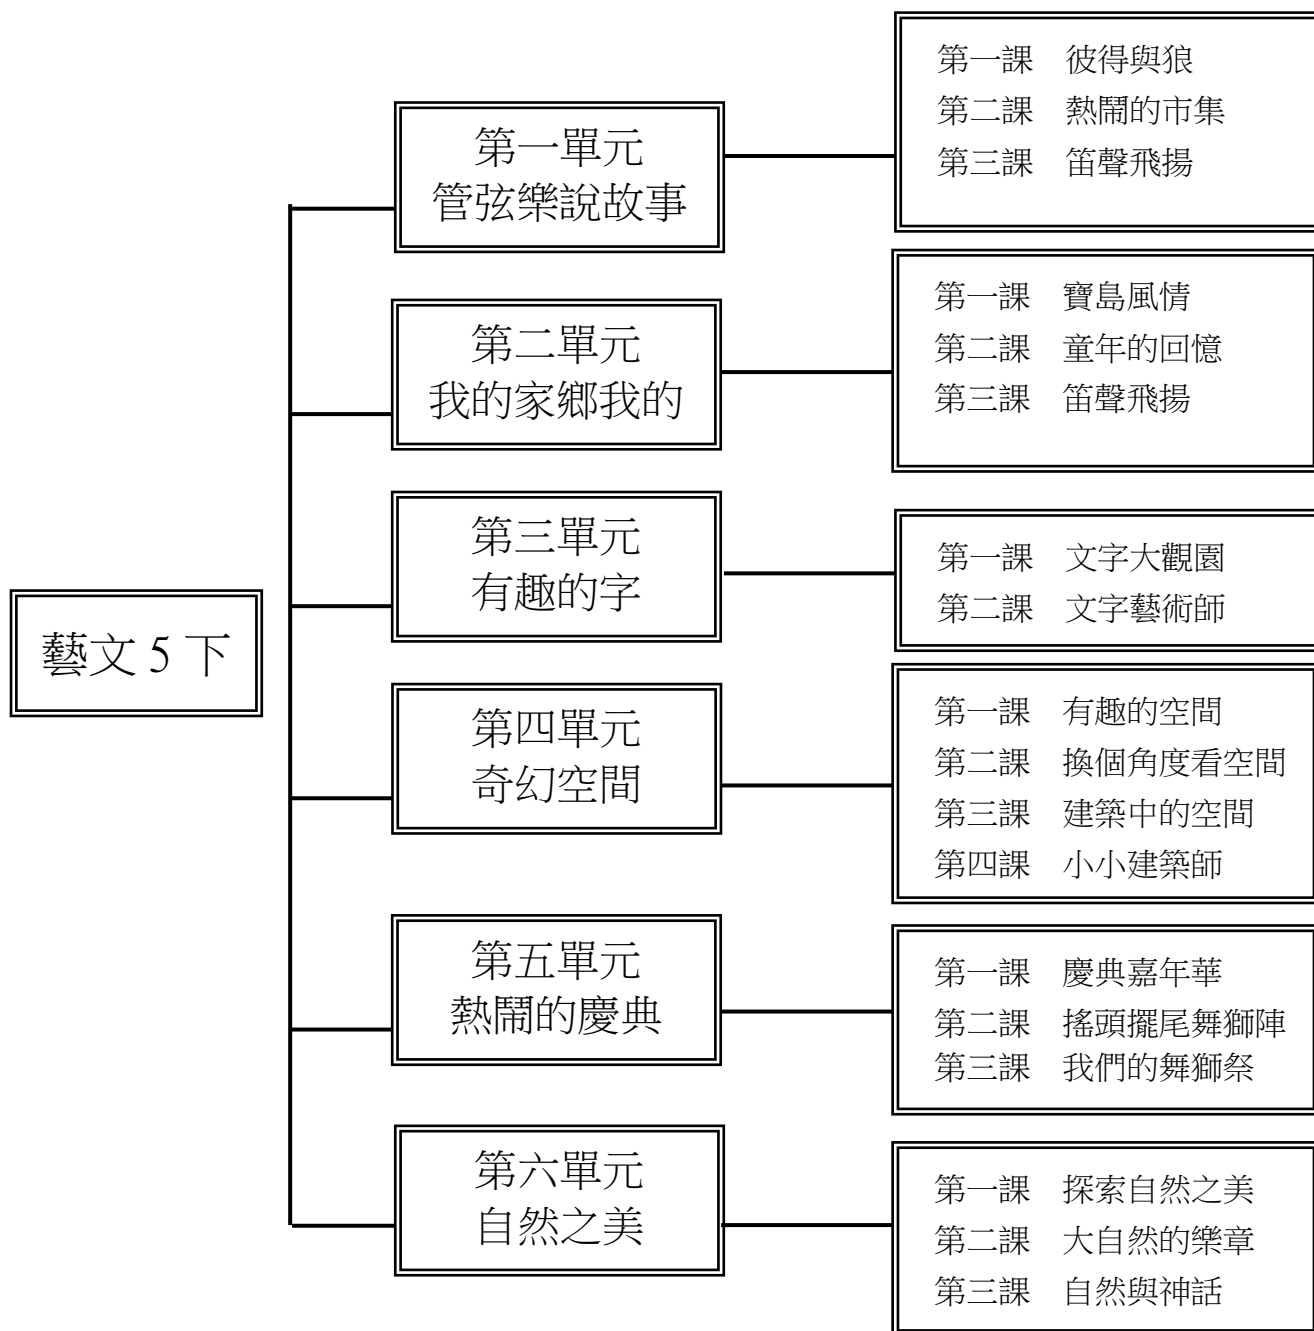 藝文 5 下
第一單元
管弦樂說故事
第一課　彼得與狼
第二課　熱鬧的市集
第三課　笛聲飛揚
第二單元
我的家鄉我的
第一課　寶島風情
第二課　童年的回憶
第三課　笛聲飛揚
第三單元
有趣的字
第一課　文字大觀園
第二課　文字藝術師
第四單元
奇幻空間
第一課　有趣的空間
第二課　換個角度看空間
第三課　建築中的空間
第四課　小小建築師
第五單元
熱鬧的慶典
第一課　慶典嘉年華
第二課　搖頭擺尾舞獅陣
第三課　我們的舞獅祭
第六單元
自然之美
第一課　探索自然之美
第二課　大自然的樂章
第三課　自然與神話